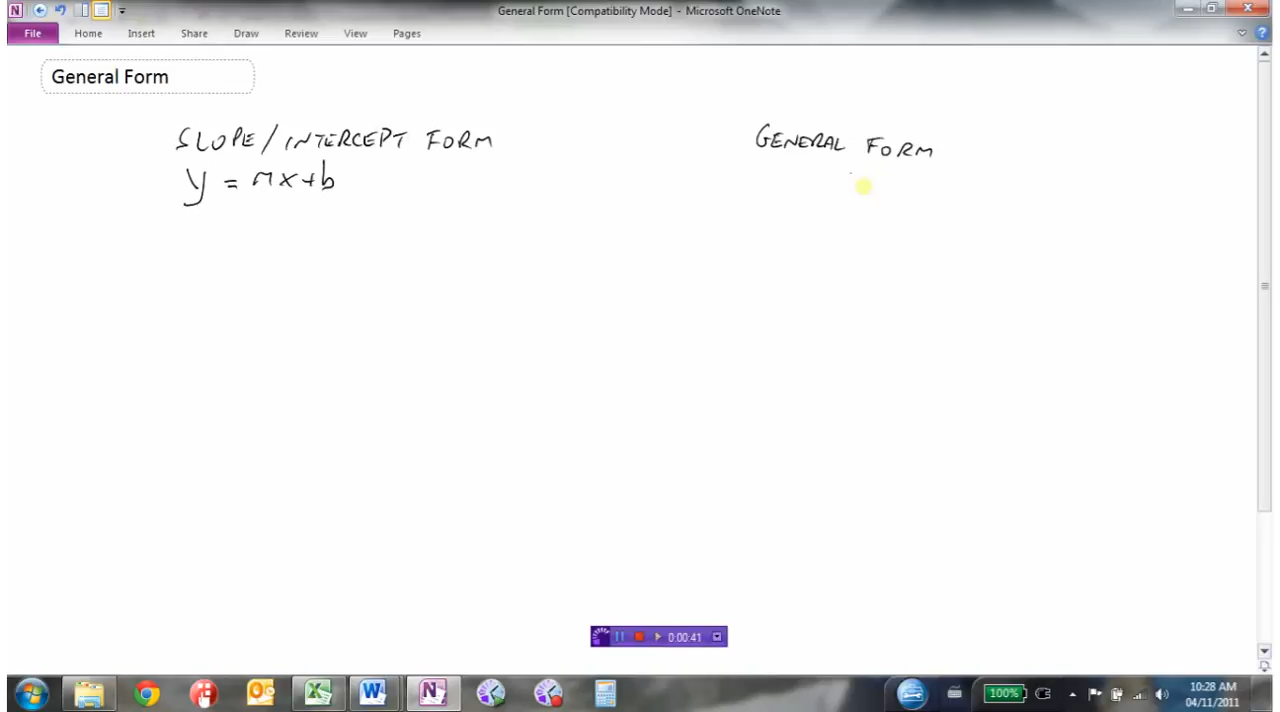 General Form [Compatibility Mode] - Microsoft OneNote
File Home Insert Share Draw Review View Pages
General Form
SLOPE/INTERCEPT FORM
GENERAL FORM
y = mx+b
0:00:41
100%
10:28 AM
04/11/2011